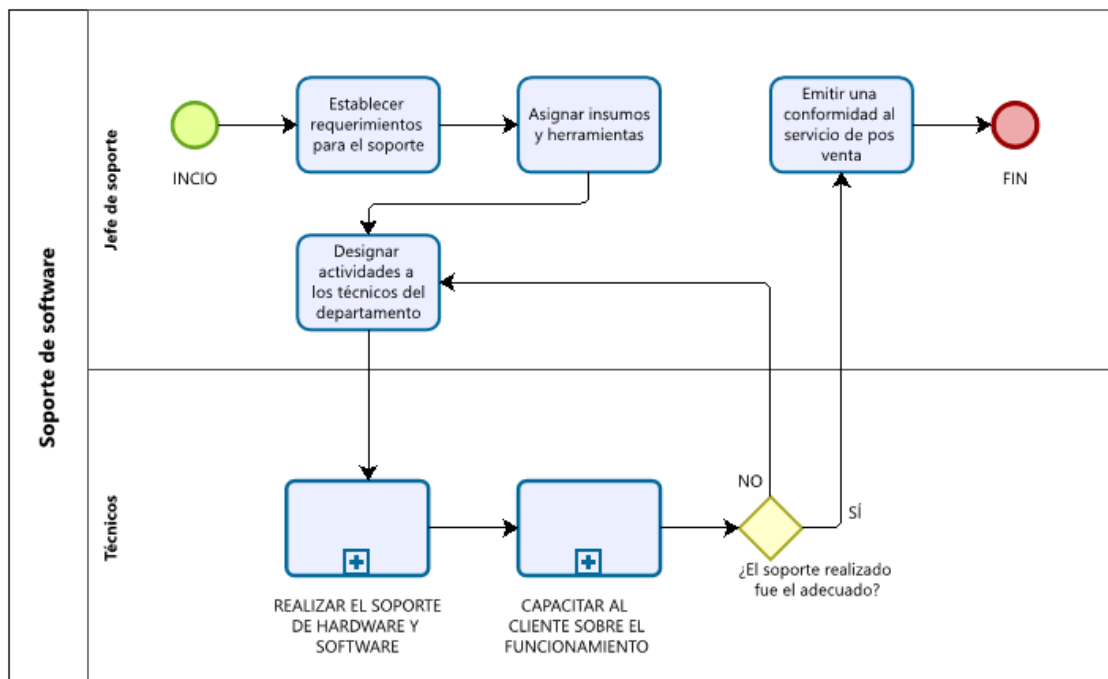 Soporte de software
Jefe de soporte
INCIO
Establecer
requerimientos
para el soporte
Asignar insumos
y herramientas
Emitir una
conformidad al
servicio de pos
venta
FIN
Designar
actividades a
los técnicos del
departamento
Técnicos
REALIZAR EL SOPORTE
DE HARDWARE Y
SOFTWARE
CAPACITAR AL
CLIENTE SOBRE EL
FUNCIONAMIENTO
NO
SÍ
¿El soporte realizado
fue el adecuado?